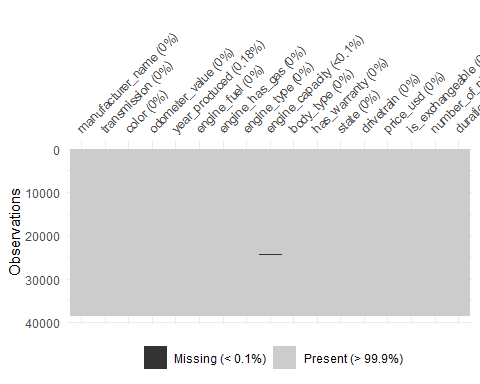 manufacturer_name (0%)
transmission (0%)
color (0%)
odometer_value (0%)
year_produced (0.18%)
engine_fuel (0%)
engine_has_gas (0%)
engine_type (0%)
engine_capacity (<0.1%)
body_type (0%)
has_warranty (0%)
state (0%)
drivetrain (0%)
price_usd (0%)
is_exchangeable (0
number_of_
duratio
0
10000
20000
30000
40000
Observations
Missing (< 0.1%)
Present (> 99.9%)